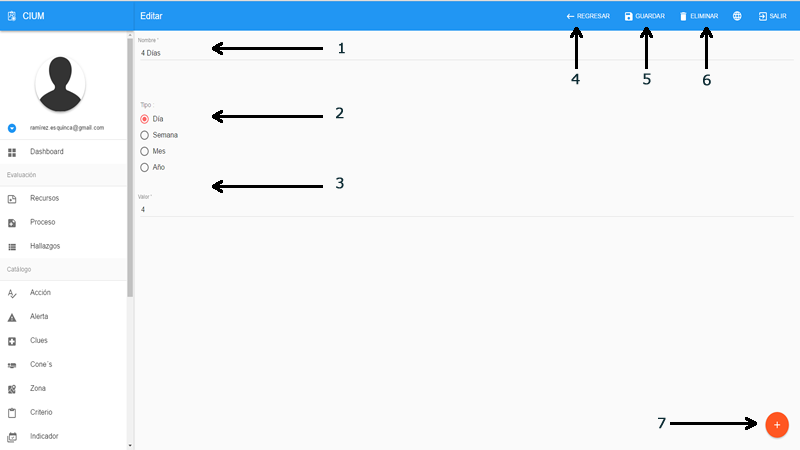 CIUM
Editar
REGRESAR
GUARDAR
ELIMINAR
SALIR
ramirez.esquinca@gmail.com
Dashboard
Evaluación
Recursos
Proceso
Hallazgos
Catálogo
Acción
Alerta
Clues
Cone´s
Zona
Criterio
Indicador
Nombre *
4 Días
1
Tipo
Día
Semana
Mes
Año
2
3
Valor *
4
4
5
6
7